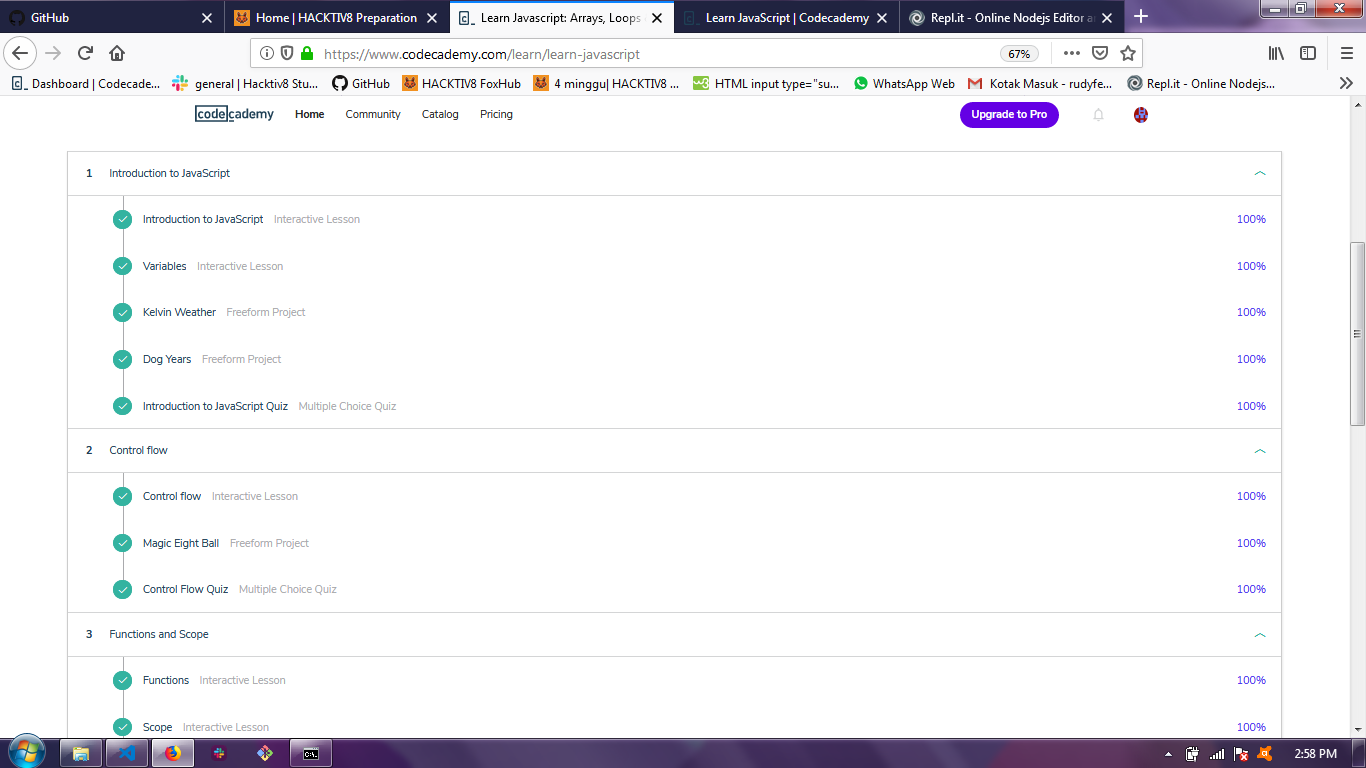 GitHub
Home | HACKTIV8 Preparation
Learn Javascript: Arrays, Loops
Learn JavaScript | Codecademy
Repl.it - Online Nodejs Editor
https://www.codecademy.com/learn/learn-javascript
67%
Dashboard | Codecade...
general | Hacktiv8 Stu...
GitHub
HACKTIV8 FoxHub
4 minggu| HACKTIV8 ...
HTML input type="su...
WhatsApp Web
Kotak Masuk - rudyfe...
Repl.it - Online Nodejs...
codecademy
Home
Community
Catalog
Pricing
Upgrade to Pro
1 Introduction to JavaScript
Introduction to JavaScript Interactive Lesson 100%
Variables Interactive Lesson 100%
Kelvin Weather Freeform Project 100%
Dog Years Freeform Project 100%
Introduction to JavaScript Quiz Multiple Choice Quiz 100%
2 Control flow
Control flow Interactive Lesson 100%
Magic Eight Ball Freeform Project 100%
Control Flow Quiz Multiple Choice Quiz 100%
3 Functions and Scope
Functions Interactive Lesson 100%
Scope Interactive Lesson 100%
2:58 PM